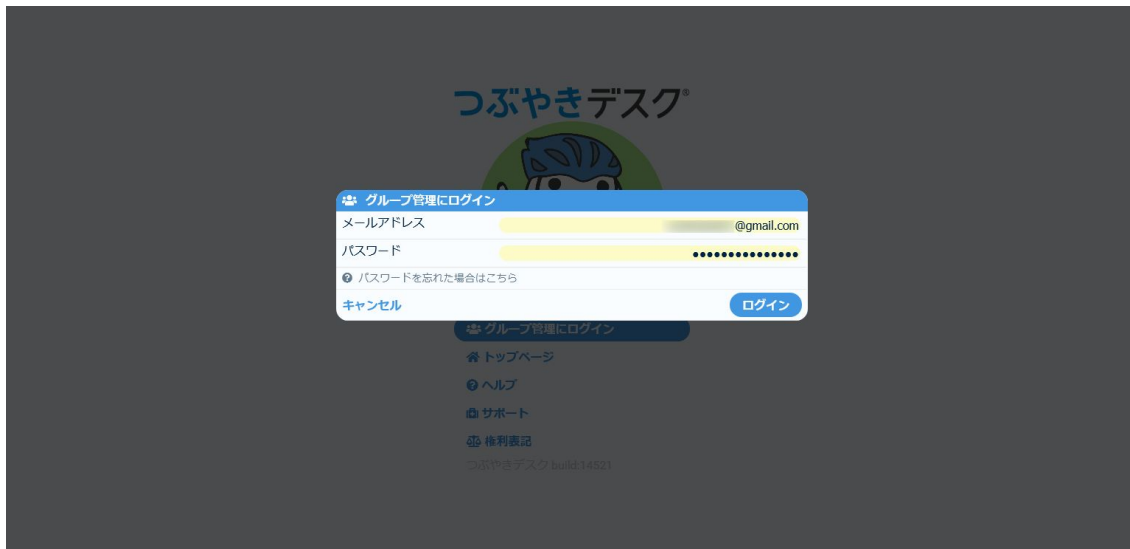 つぶやきデスク®
グループ管理にログイン
メールアドレス @gmail.com
パスワード •••••••••••••••
パスワードを忘れた場合はこちら
キャンセル ログイン
グループ管理にログイン
トップページ
ヘルプ
サポート
権利表記
つぶやきデスク build:14521